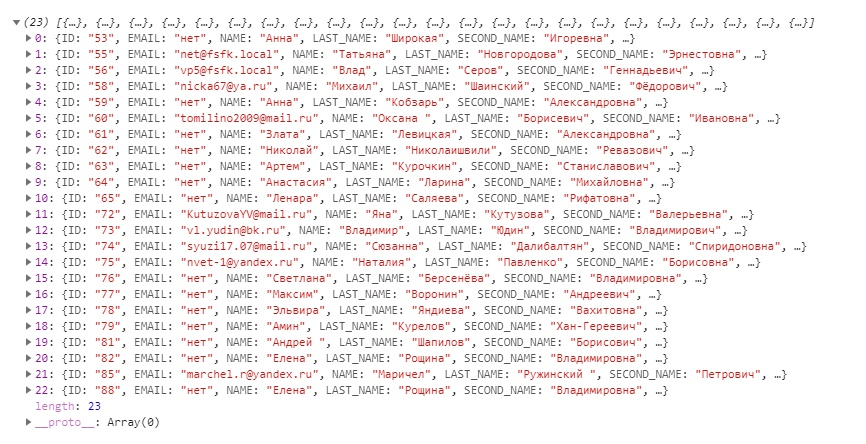 (23) [{…}, {…}, {…}, {…}, {…}, {…}, {…}, {…}, {…}, {…}, {…}, {…}, {…}, {…}, {…}, {…}, {…}, {…}, {…}, {…}, {…}, {…}, {…}]
0: {ID: "53", EMAIL: "нет", NAME: "Анна", LAST_NAME: "Широкая", SECOND_NAME: "Игоревна", …}
1: {ID: "55", EMAIL: "net@fsfk.local", NAME: "Татьяна", LAST_NAME: "Новгородова", SECOND_NAME: "Эрнестовна", …}
2: {ID: "56", EMAIL: "vp5@fsfk.local", NAME: "Влад", LAST_NAME: "Серов", SECOND_NAME: "Геннадьевич", …}
3: {ID: "58", EMAIL: "nicka67@ya.ru", NAME: "Михаил", LAST_NAME: "Шаинский", SECOND_NAME: "Фёдорович", …}
4: {ID: "59", EMAIL: "нет", NAME: "Анна", LAST_NAME: "Кобзарь", SECOND_NAME: "Александровна", …}
5: {ID: "60", EMAIL: "tomilino2009@mail.ru", NAME: "Оксана ", LAST_NAME: "Борисевич", SECOND_NAME: "Ивановна", …}
6: {ID: "61", EMAIL: "нет", NAME: "Злата", LAST_NAME: "Левицкая", SECOND_NAME: "Александровна", …}
7: {ID: "62", EMAIL: "нет", NAME: "Николай", LAST_NAME: "Николаишвили", SECOND_NAME: "Ревазович", …}
8: {ID: "63", EMAIL: "нет", NAME: "Артем", LAST_NAME: "Курочкин", SECOND_NAME: "Станиславович", …}
9: {ID: "64", EMAIL: "нет", NAME: "Анастасия", LAST_NAME: "Ларина", SECOND_NAME: "Михайловна", …}
10: {ID: "65", EMAIL: "нет", NAME: "Ленара", LAST_NAME: "Саляева", SECOND_NAME: "Рифатовна", …}
11: {ID: "72", EMAIL: "KutuzovaYV@mail.ru", NAME: "Яна", LAST_NAME: "Кутузова", SECOND_NAME: "Валерьевна", …}
12: {ID: "73", EMAIL: "vl.yudin@bk.ru", NAME: "Владимир", LAST_NAME: "Юдин", SECOND_NAME: "Владимирович", …}
13: {ID: "74", EMAIL: "syuzi17.07@mail.ru", NAME: "Сюзанна", LAST_NAME: "Далибалтян", SECOND_NAME: "Спиридоновна", …}
14: {ID: "75", EMAIL: "nvet-1@yandex.ru", NAME: "Наталия", LAST_NAME: "Павленко", SECOND_NAME: "Борисовна", …}
15: {ID: "76", EMAIL: "нет", NAME: "Светлана", LAST_NAME: "Берсенёва", SECOND_NAME: "Владимировна", …}
16: {ID: "77", EMAIL: "нет", NAME: "Максим", LAST_NAME: "Воронин", SECOND_NAME: "Андреевич", …}
17: {ID: "78", EMAIL: "нет", NAME: "Эльвира", LAST_NAME: "Яндиева", SECOND_NAME: "Вахитовна", …}
18: {ID: "79", EMAIL: "нет", NAME: "Амин", LAST_NAME: "Курелов", SECOND_NAME: "Хан-Гереевич", …}
19: {ID: "81", EMAIL: "нет", NAME: "Андрей ", LAST_NAME: "Шапилов", SECOND_NAME: "Борисович", …}
20: {ID: "82", EMAIL: "нет", NAME: "Елена", LAST_NAME: "Рощина", SECOND_NAME: "Владимировна", …}
21: {ID: "85", EMAIL: "marchel.r@yandex.ru", NAME: "Маричел", LAST_NAME: "Ружинский ", SECOND_NAME: "Петрович", …}
22: {ID: "88", EMAIL: "нет", NAME: "Елена", LAST_NAME: "Рощина", SECOND_NAME: "Владимировна", …}
length: 23
__proto__: Array(0)